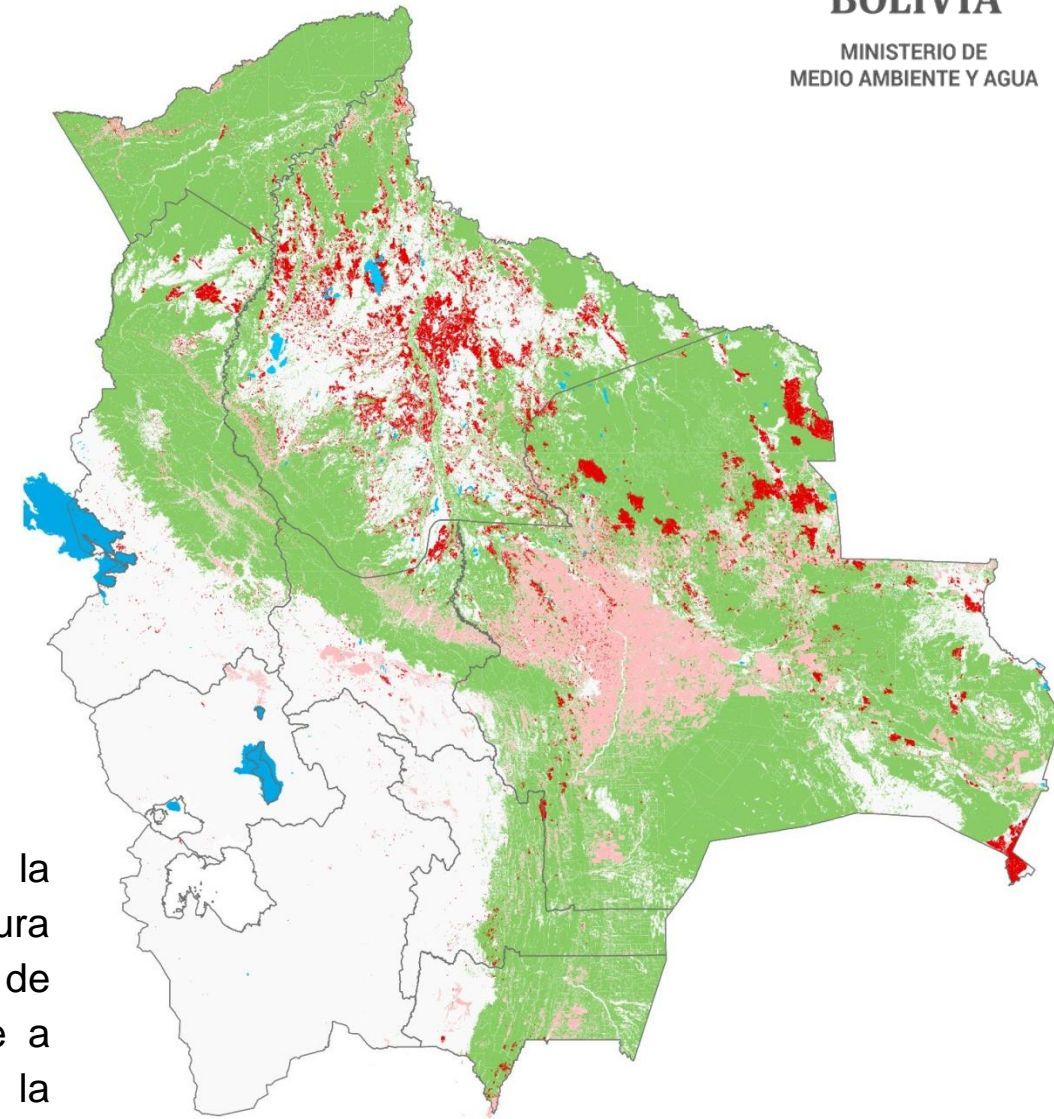 BOLIVIA
MINISTERIO DE
MEDIO AMBIENTE Y AGUA
la
ura
de
e a
la